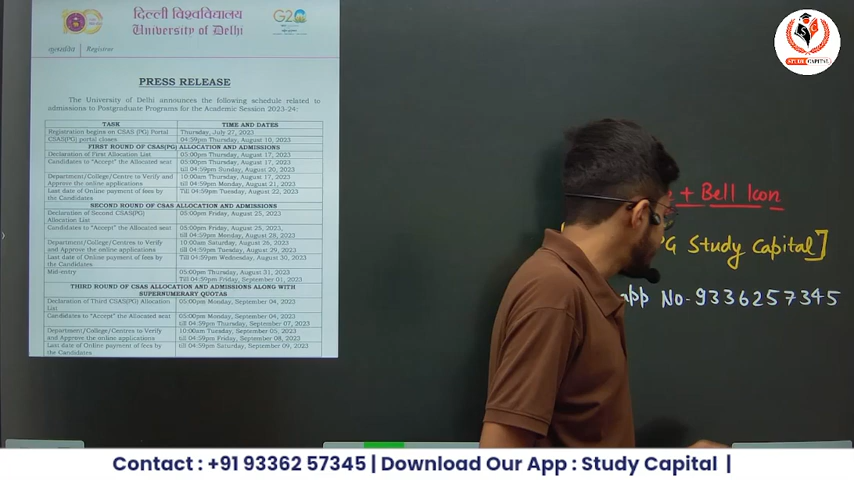 दिल्ली विश्वविद्यालय
University of Delhi
G20
कुलसचिव | Registrar
PRESS RELEASE
The University of Delhi announces the following schedule related to
admissions to Postgraduate Programs for the Academic Session 2023-24:
TASK TIME AND DATES
Registration begins on CSAS (PG) Portal Thursday, July 27, 2023
CSAS(PG) portal closes 04:59pm Thursday, August 10, 2023
FIRST ROUND OF CSAS(PG) ALLOCATION AND ADMISSIONS
Declaration of First Allocation List 05:00pm Thursday, August 17, 2023
Candidates to "Accept" the Allocated seat 05:00pm Thursday, August 17, 2023
till 04:59pm Sunday, August 20, 2023
Department/College/Centre to Verify and 10:00am Thursday, August 17, 2023
Approve the online applications till 04:59pm Monday, August 21, 2023
Last date of Online payment of fees by Till 04:59pm Tuesday, August 22, 2023
the Candidates
SECOND ROUND OF CSAS ALLOCATION AND ADMISSIONS
Declaration of Second CSAS(PG) 05:00pm Friday, August 25, 2023
Allocation List
Candidates to "Accept" the Allocated seat 05:00pm Friday, August 25, 2023,
till 04:59pm Monday, August 28, 2023
Department/College/Centres to Verify 10:00am Saturday, August 26, 2023
and Approve the online applications till 04:59pm Tuesday, August 29, 2023
Last date of Online payment of fees by Till 04:59pm Wednesday, August 30, 2023
the Candidates
Mid-entry 05:00pm Thursday, August 31, 2023
Till 04:59pm Friday, September 01, 2023
THIRD ROUND OF CSAS ALLOCATION AND ADMISSIONS ALONG WITH
SUPERNUMERARY QUOTAS
Declaration of Third CSAS(PG) Allocation 05:00pm Monday, September 04, 2023
List
Candidates to "Accept" the Allocated seat 05:00pm Monday, September 04, 2023
till 04:59pm Thursday, September 07, 2023
Department/College/Centres to Verify 10:00am Tuesday, September 05, 2023
and Approve the online applications till 04:59pm Friday, September 08, 2023
Last date of Online payment of fees by till 04:59pm Saturday, September 09, 2023
the Candidates
STUDY CAPITAL
+ Bell Icon
PG Study Capital]
app No-9336257345
Contact : +91 93362 57345 | Download Our App : Study Capital |